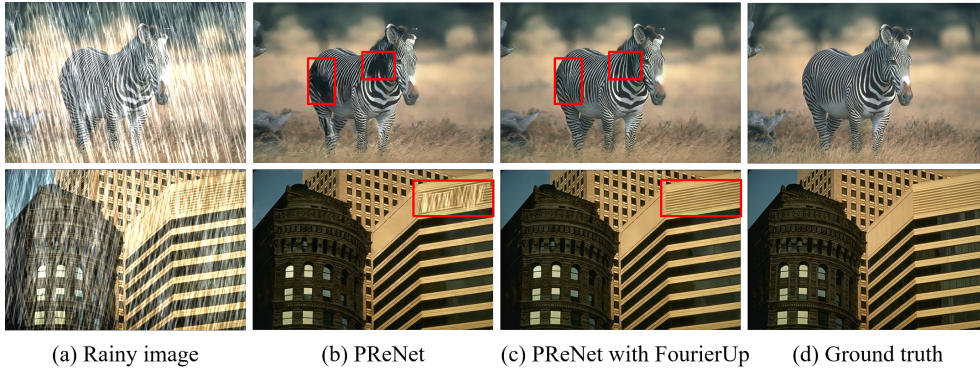 (a) Rainy image
(b) PReNet
(c) PReNet with FourierUp
(d) Ground truth